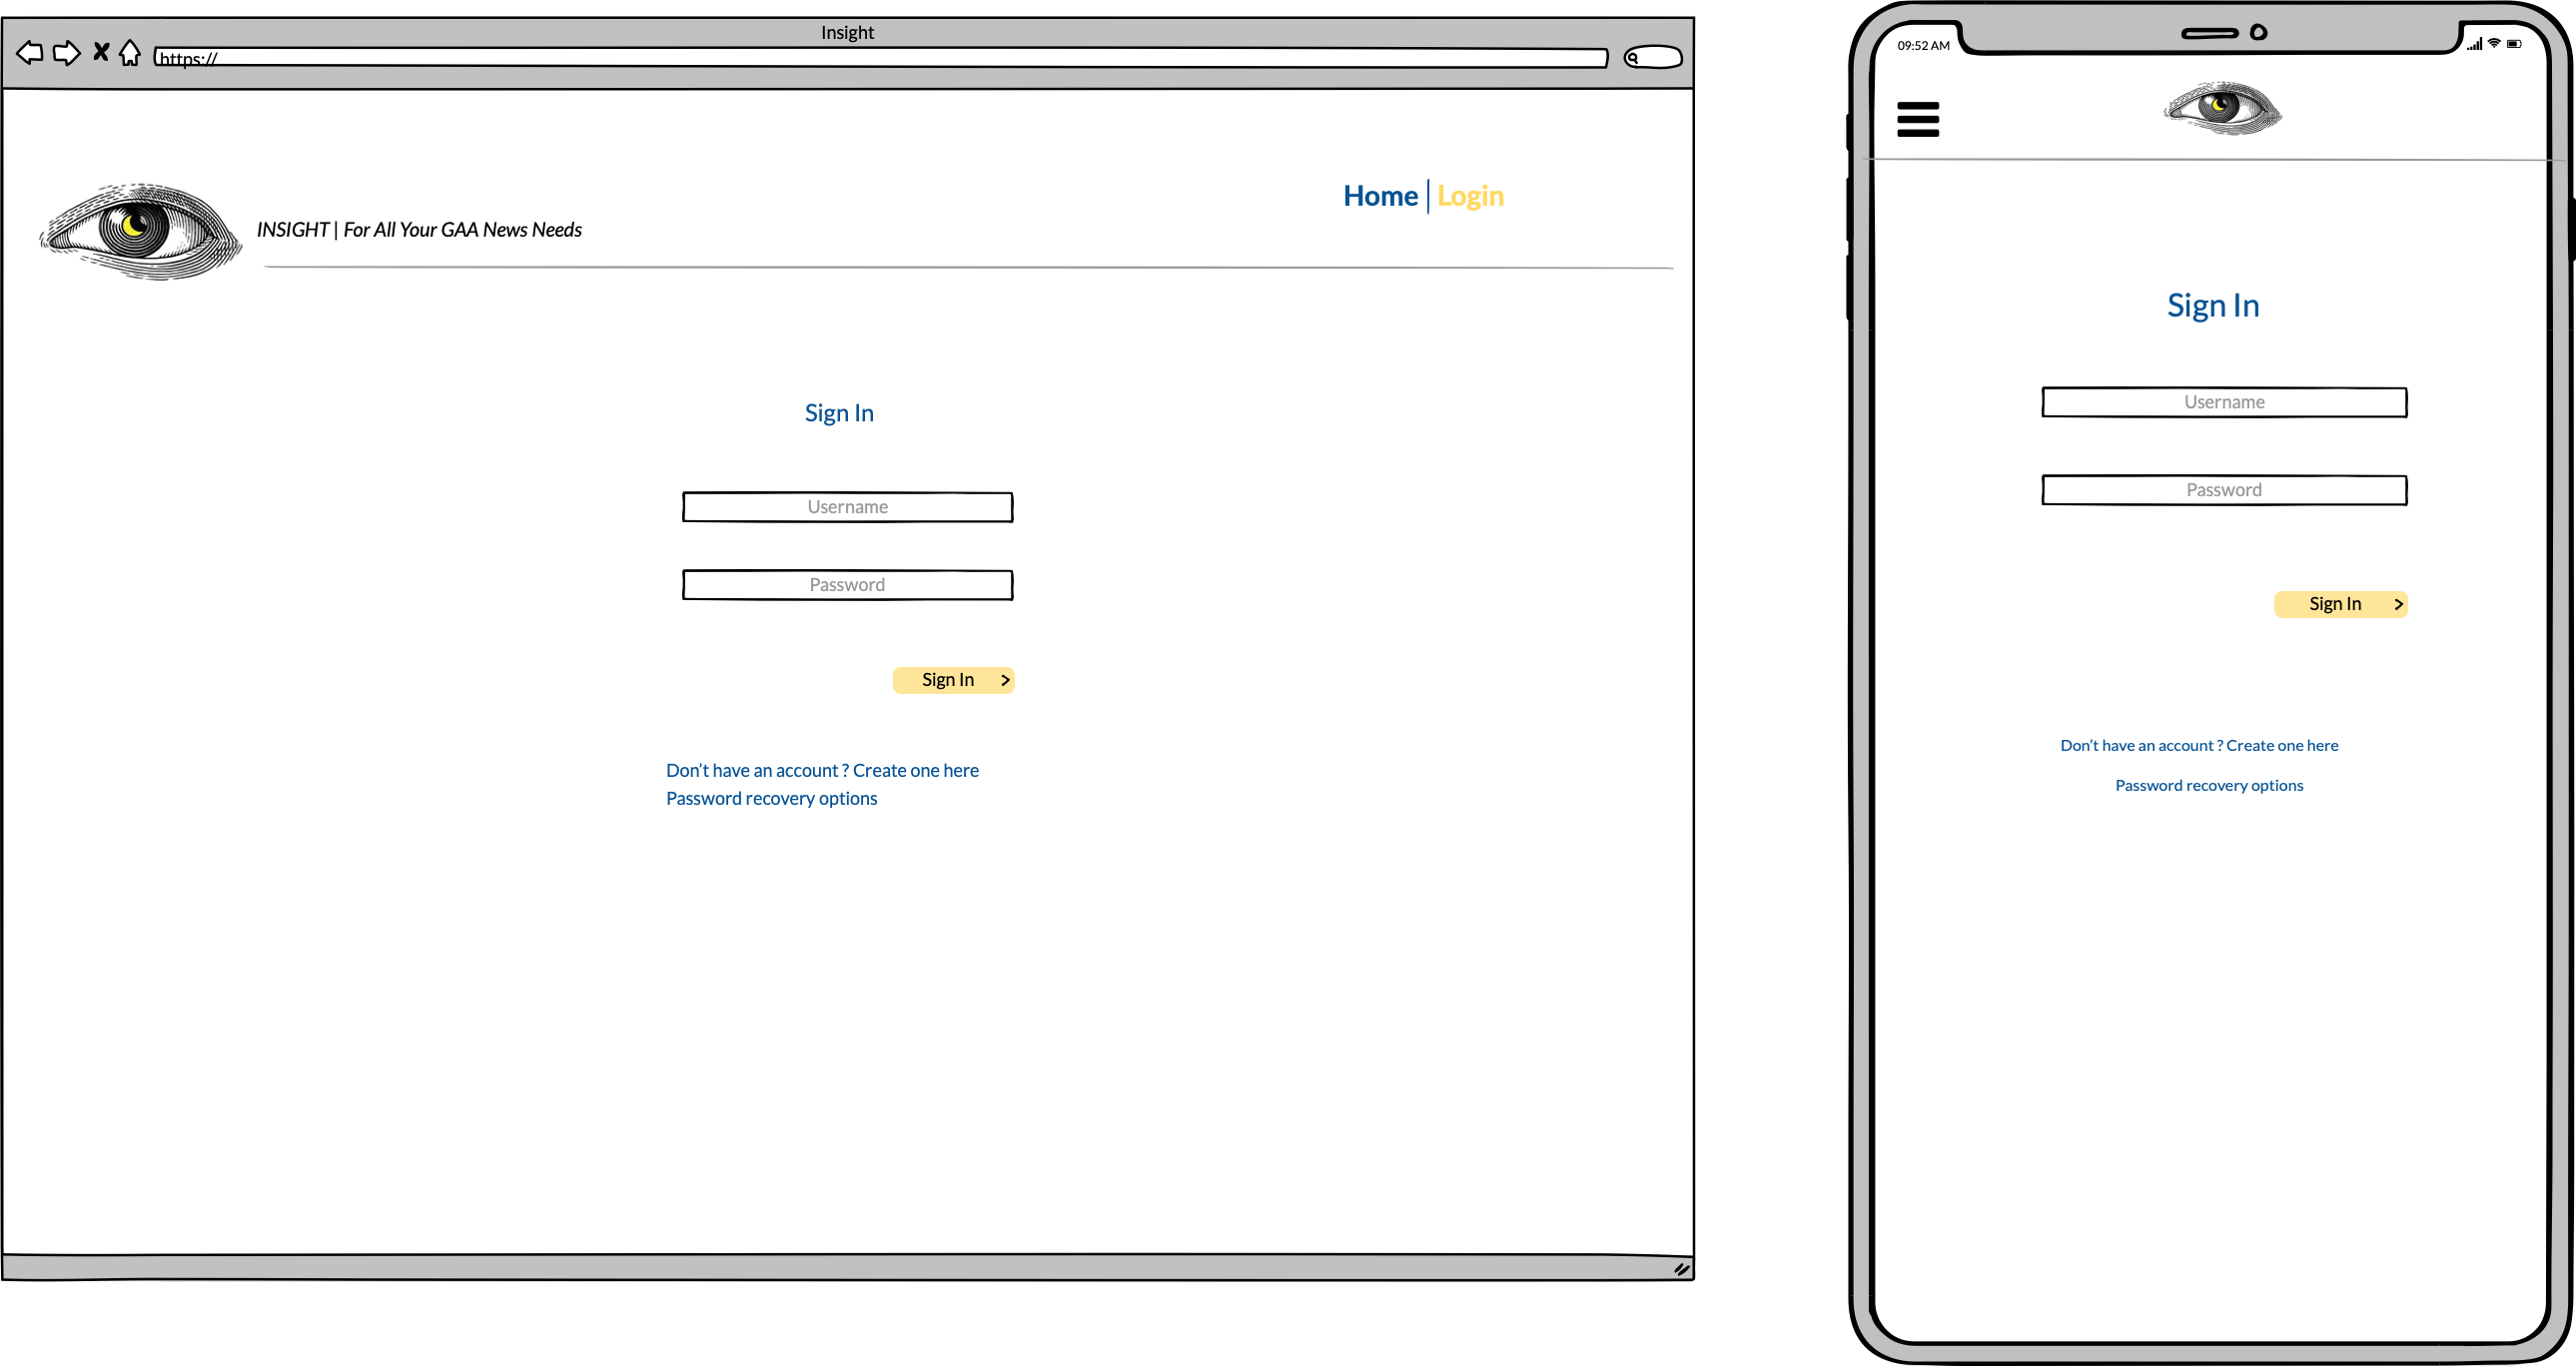 Insight
https://
Home | Login
INSIGHT | For All Your GAA News Needs
Sign In
Username
Password
Sign In >
Don't have an account ? Create one here
Password recovery options
09:52 AM
Sign In
Username
Password
Sign In >
Don't have an account ? Create one here
Password recovery options